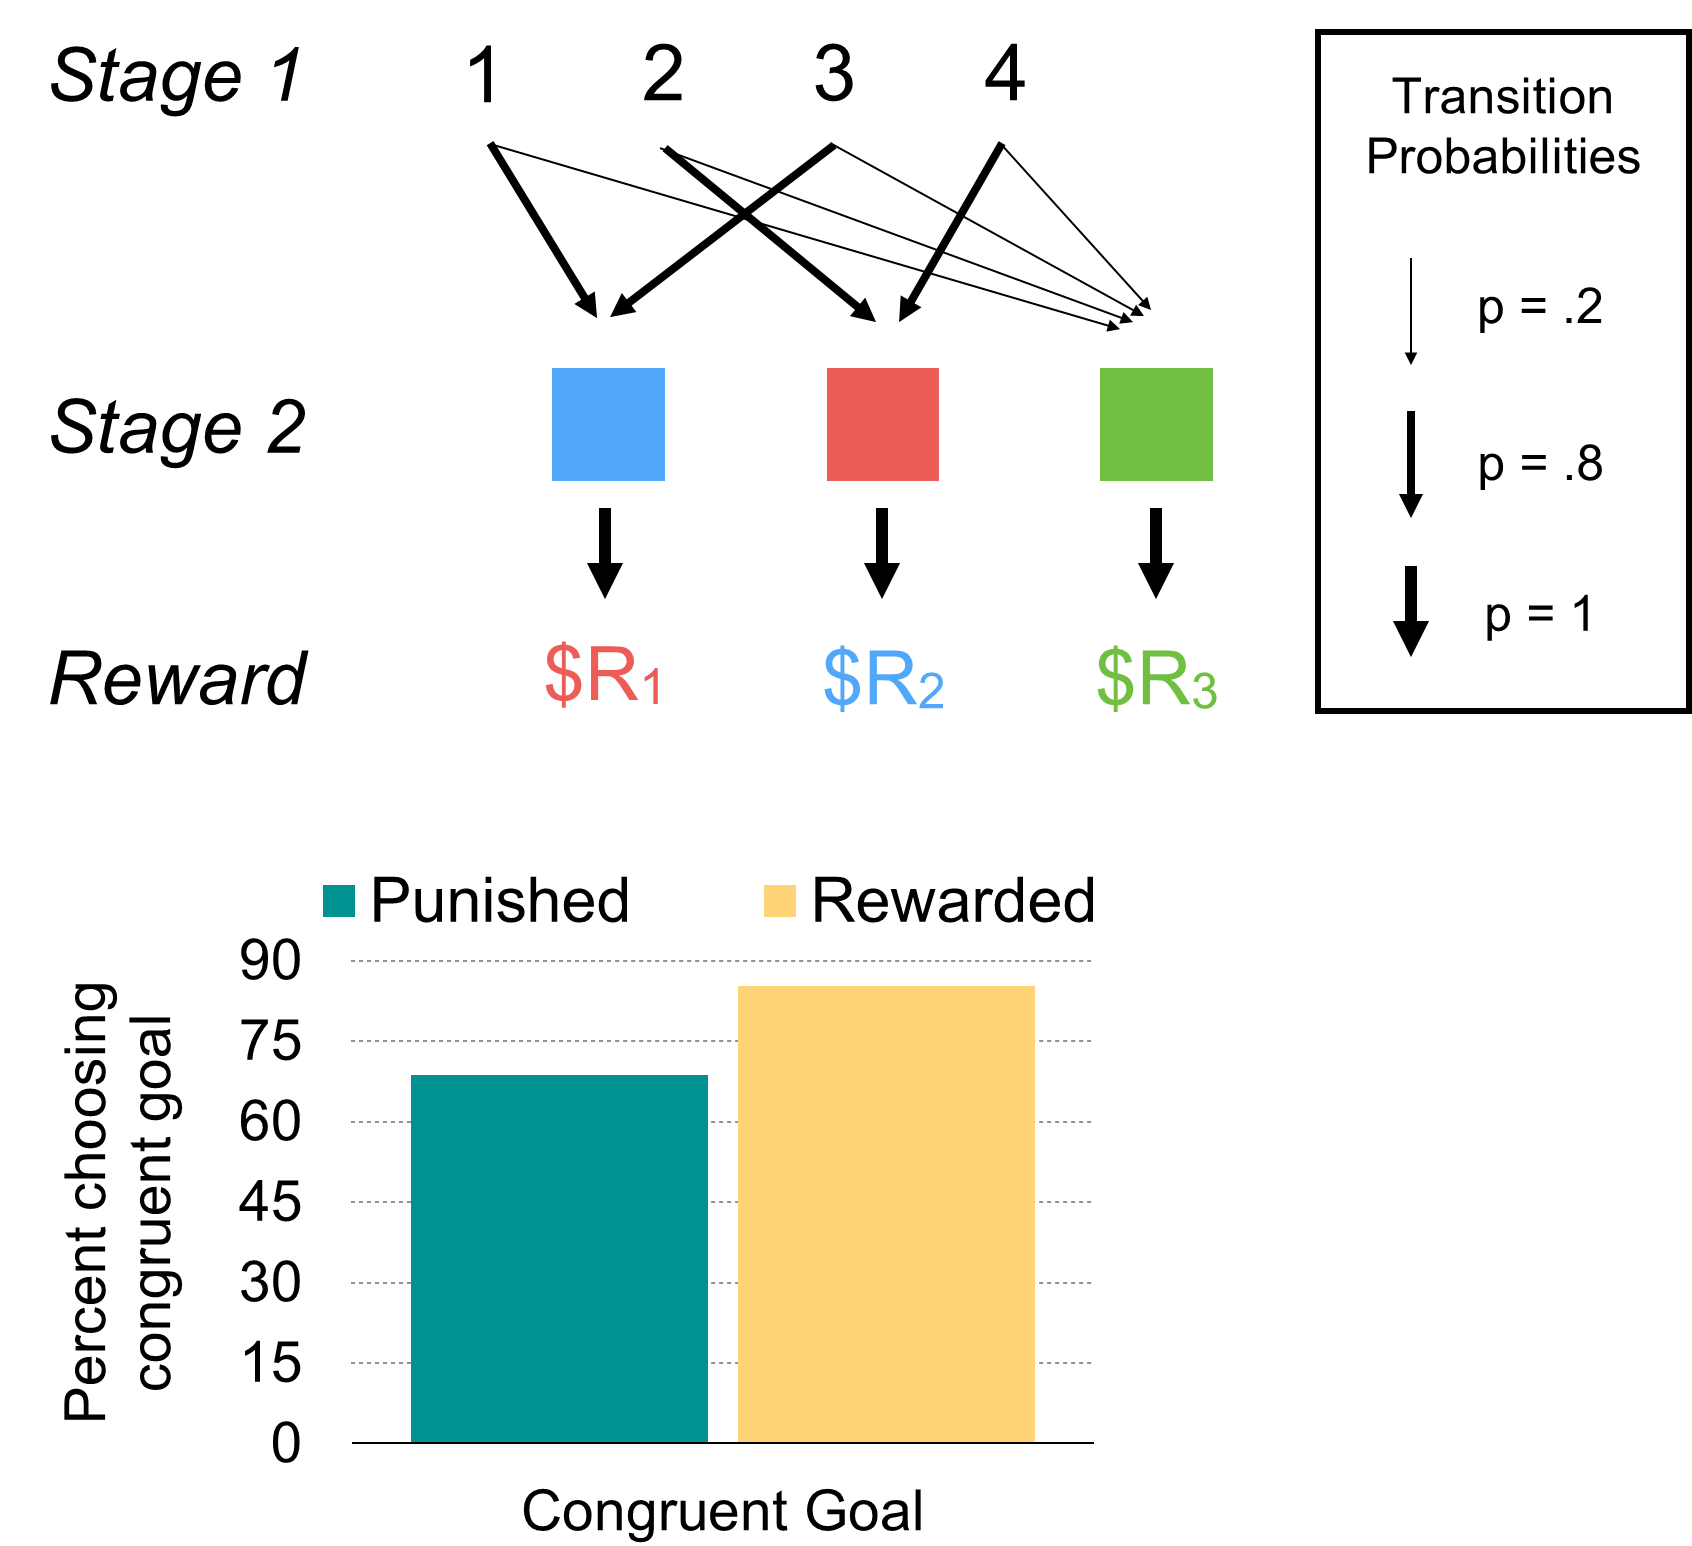 Stage 1
1 2 3 4
Transition
Probabilities
p = .2
Stage 2
p = .8
p = 1
Reward
$R1 $R2 $R3
Punished Rewarded
90
75
60
45
30
15
0
Percent choosing
congruent goal
Congruent Goal